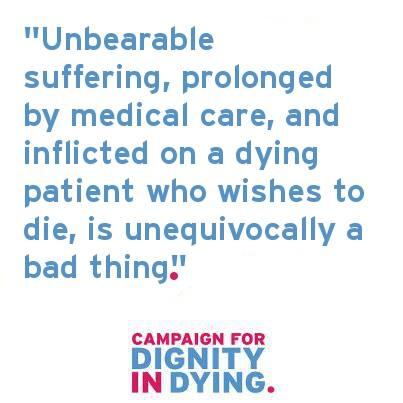 "Unbearable
suffering, prolonged
by medical care, and
inflicted on a dying
patient who wishes to
die, is unequivocally a
bad thing."
CAMPAIGN FOR
DIGNITY
IN DYING.